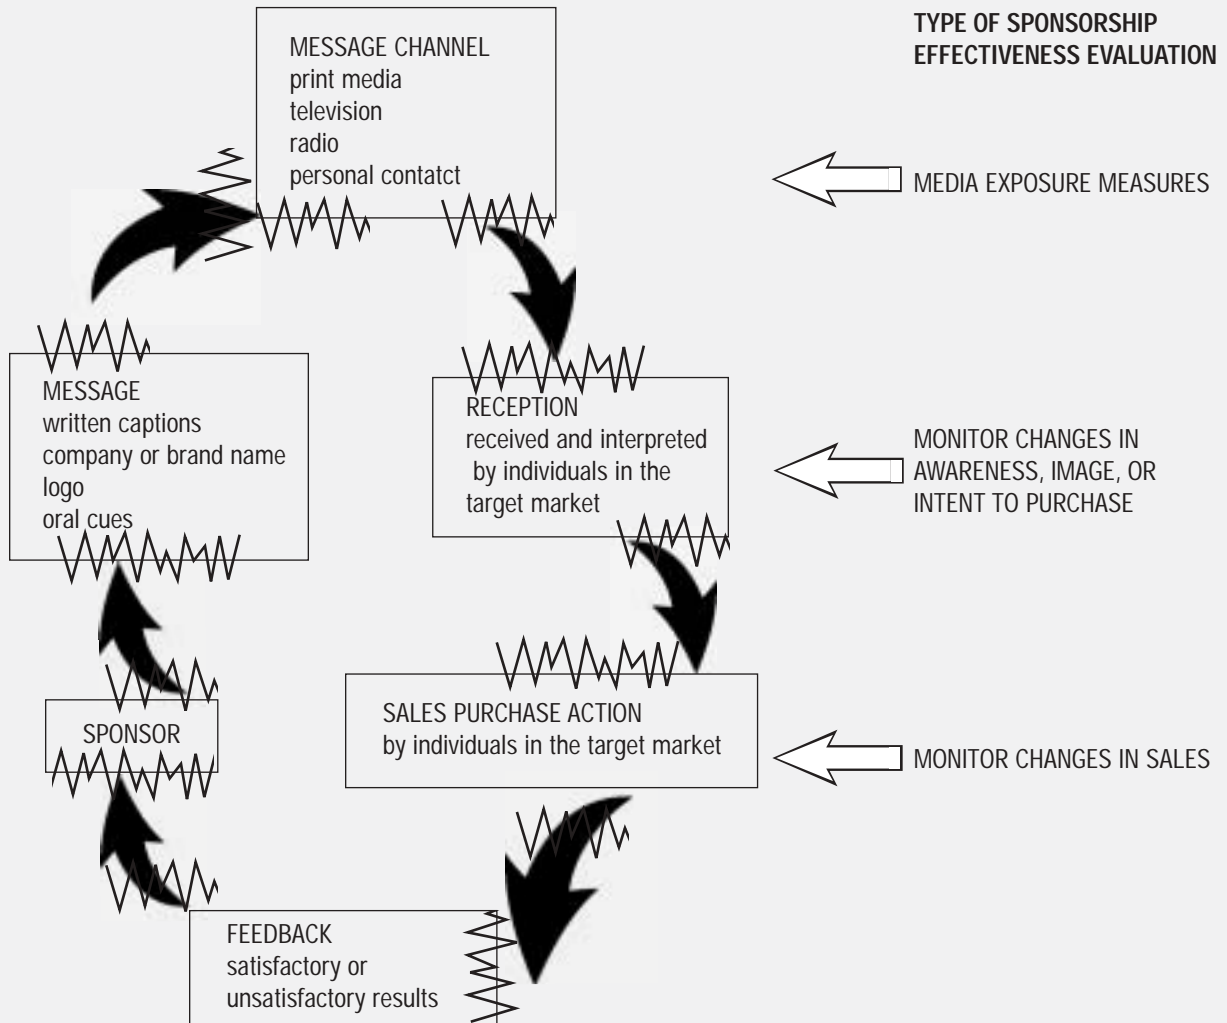 TYPE OF SPONSORSHIP
EFFECTIVENESS EVALUATION
MESSAGE CHANNEL
print media
television
radio
personal contatct
MEDIA EXPOSURE MEASURES
MESSAGE
written captions
company or brand name
logo
oral cues
RECEPTION
received and interpreted
by individuals in the
target market
MONITOR CHANGES IN
AWARENESS, IMAGE, OR
INTENT TO PURCHASE
SPONSOR
SALES PURCHASE ACTION
by individuals in the target market
MONITOR CHANGES IN SALES
FEEDBACK
satisfactory or
unsatisfactory results